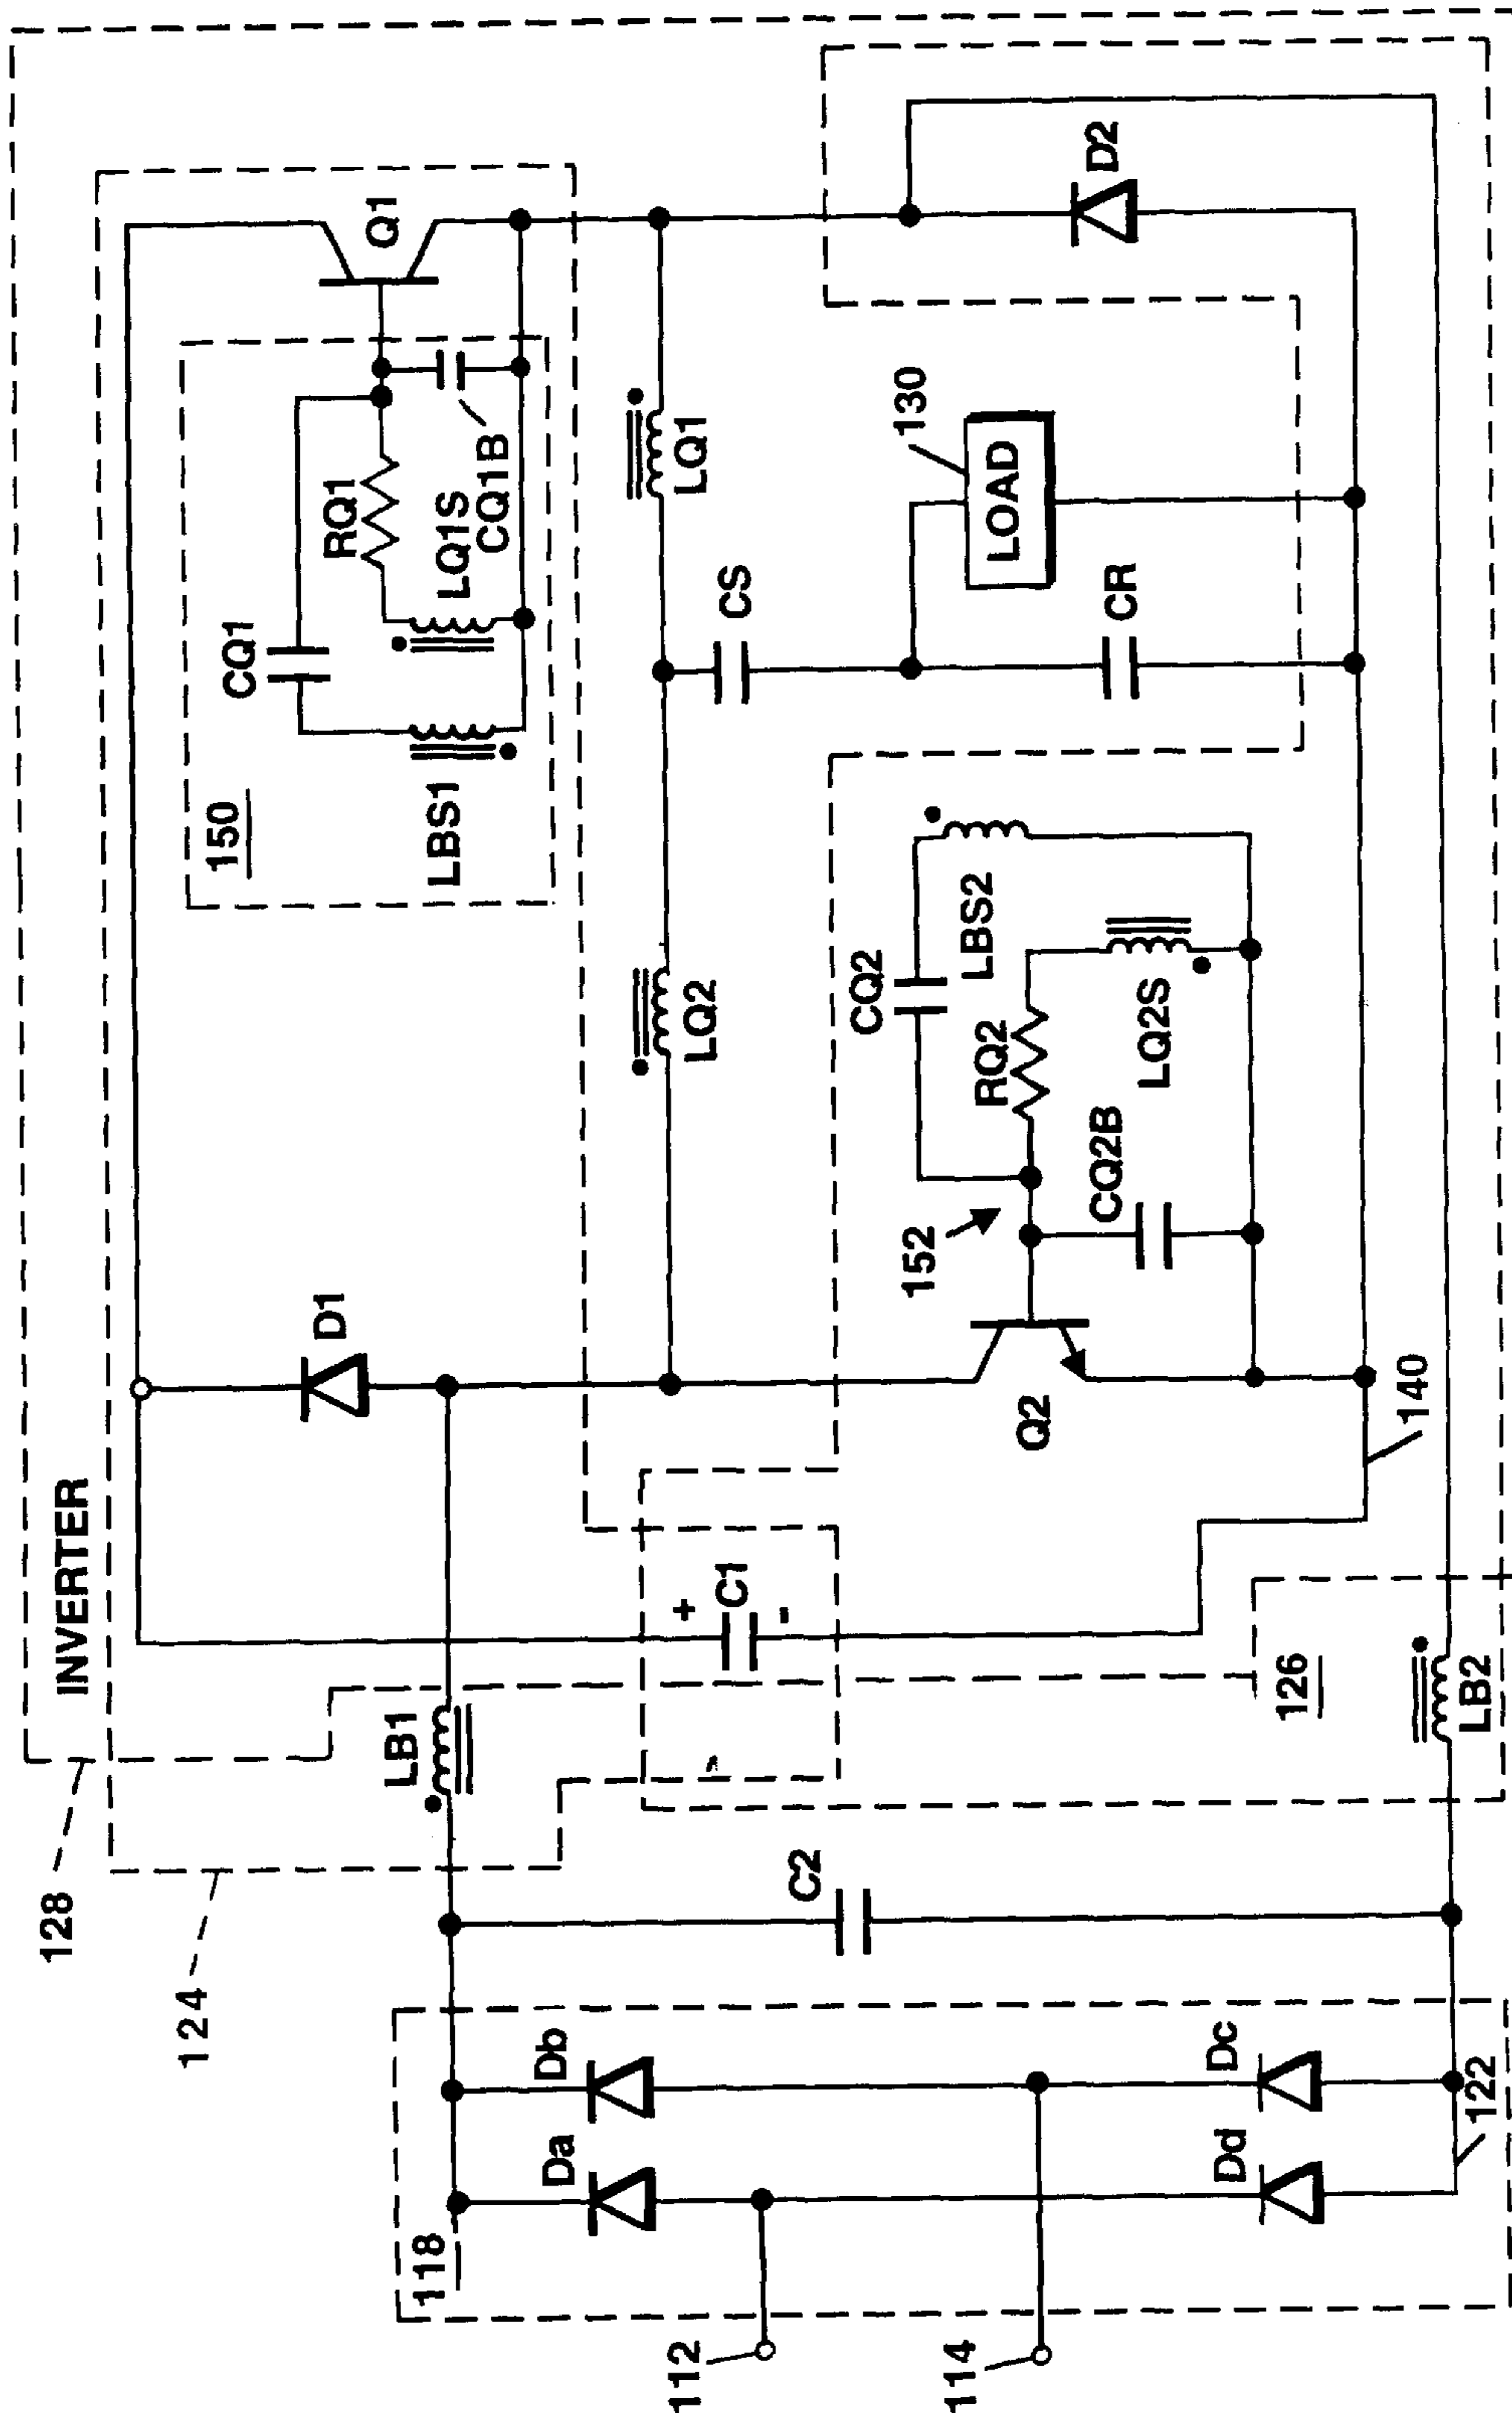 INVERTER
128
124
118
Da
Db
Dc
Dd
112
114
122
C2
LB1
LB2
126
C1
+
-
140
D1
Q2
152
CQ2B
RQ2
CQ2
LBS2
LQ2S
LQ2
150
LBS1
CQ1
RQ1
LQ1S
CQ1B
Q1
LQ1
CS
CR
130
LOAD
D2